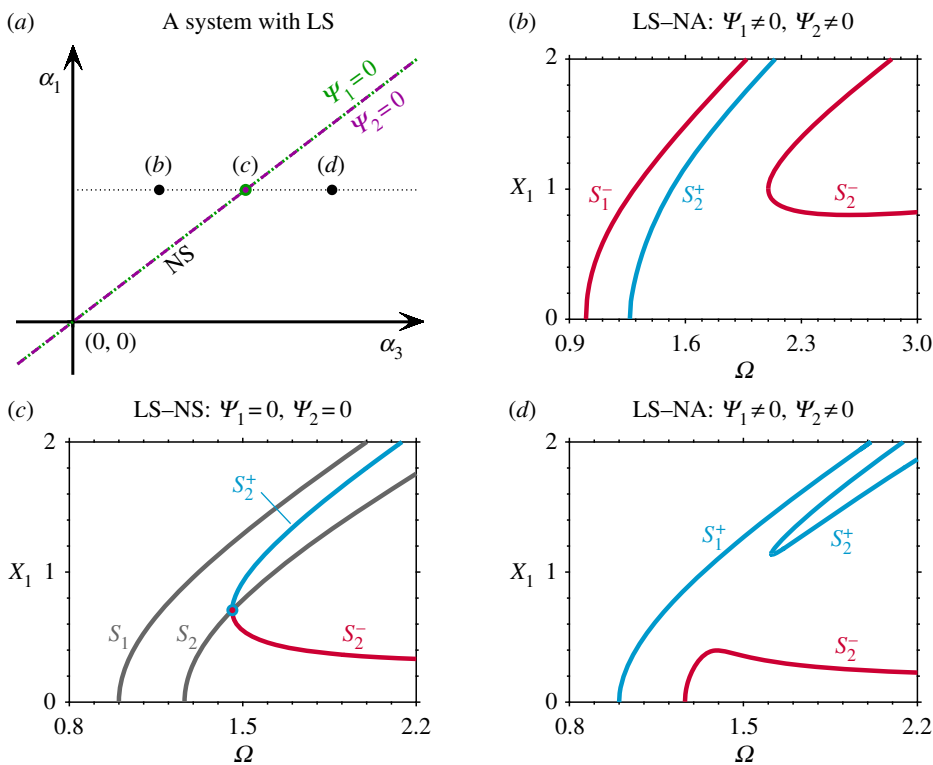 (a) A system with LS
α₁
Ψ₁=0
Ψ₂=0
(b) (c) (d)
NS
(0, 0)
α₃
(b) LS–NA: Ψ₁≠0, Ψ₂≠0
2
X₁ 1
0
S₁⁻ S₂⁺ S₂⁻
0.9 1.6 2.3 3.0
Ω
(c) LS–NS: Ψ₁=0, Ψ₂=0
2
S₂⁺
X₁ 1
S₁ S₂ S₂⁻
0
0.8 1.5 2.2
Ω
(d) LS–NA: Ψ₁≠0, Ψ₂≠0
2
S₁⁺ S₂⁺
X₁ 1
S₂⁻
0
0.8 1.5 2.2
Ω